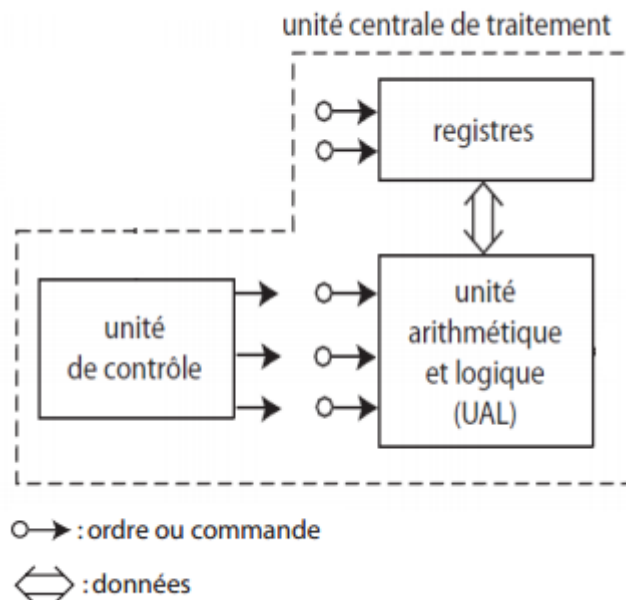 unité centrale de traitement
registres
unité
de contrôle
unité
arithmétique
et logique
(UAL)
: ordre ou commande
: données